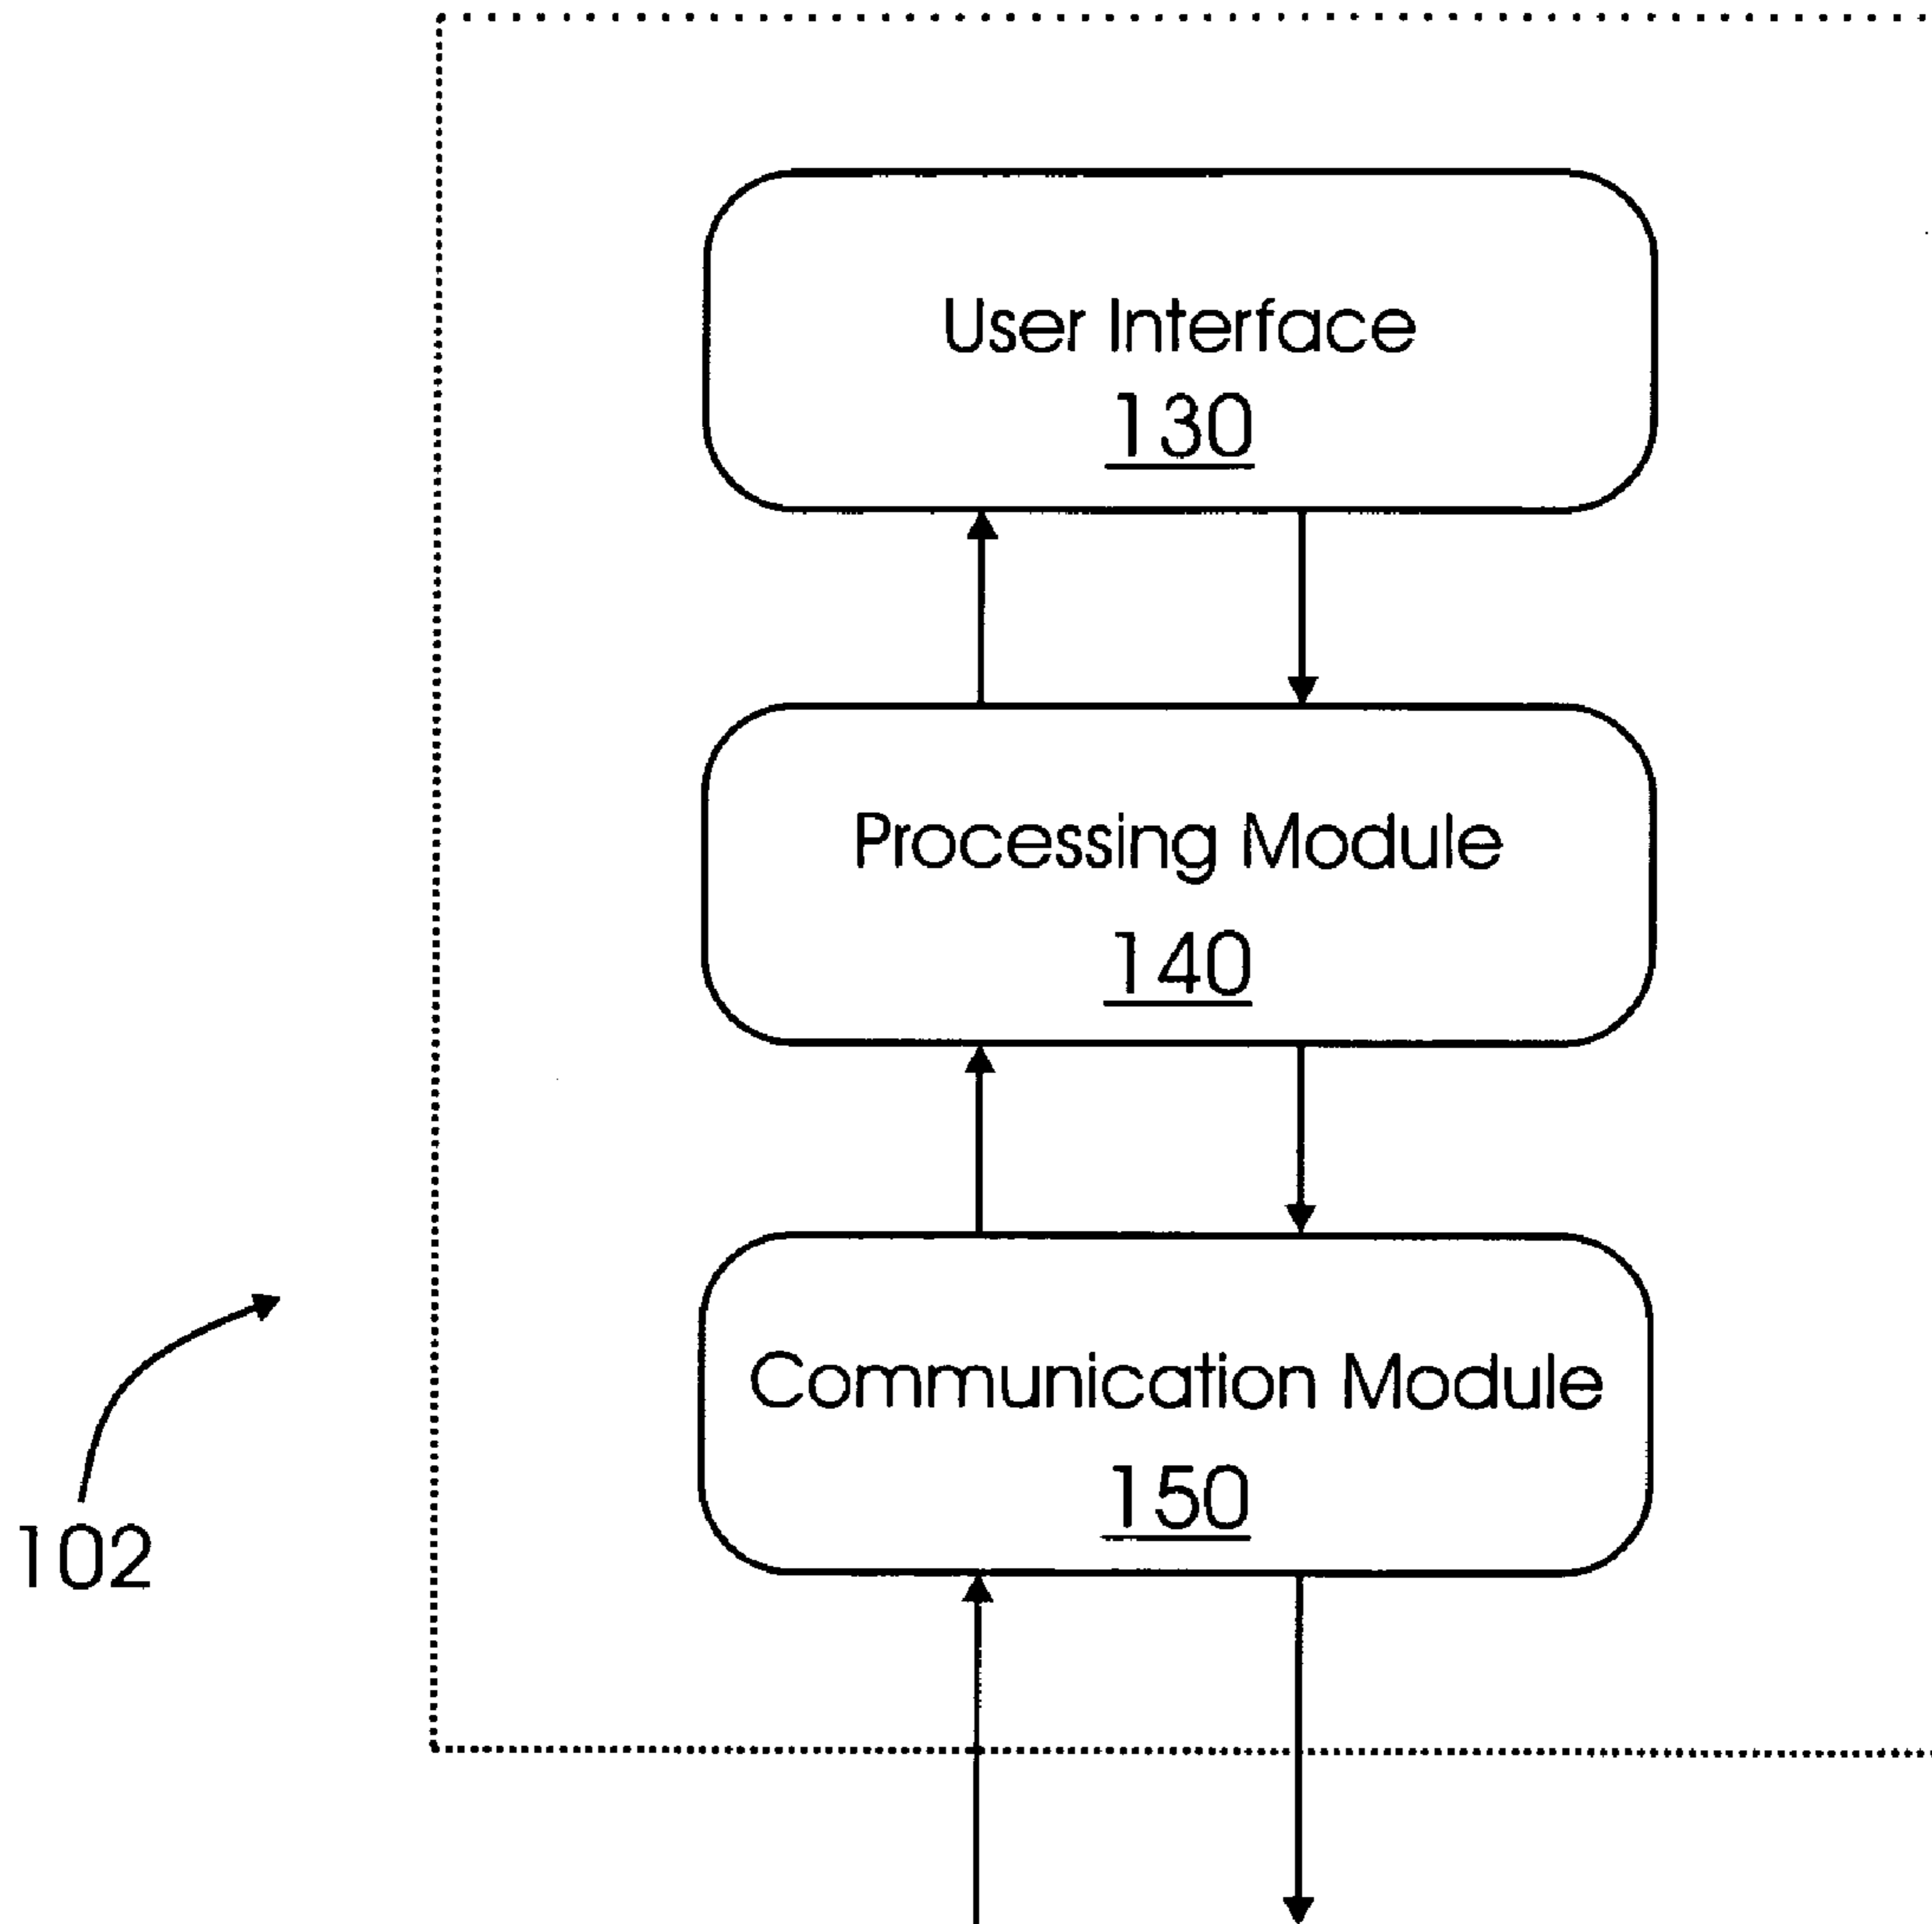 User Interface
130
Processing Module
140
Communication Module
150
102